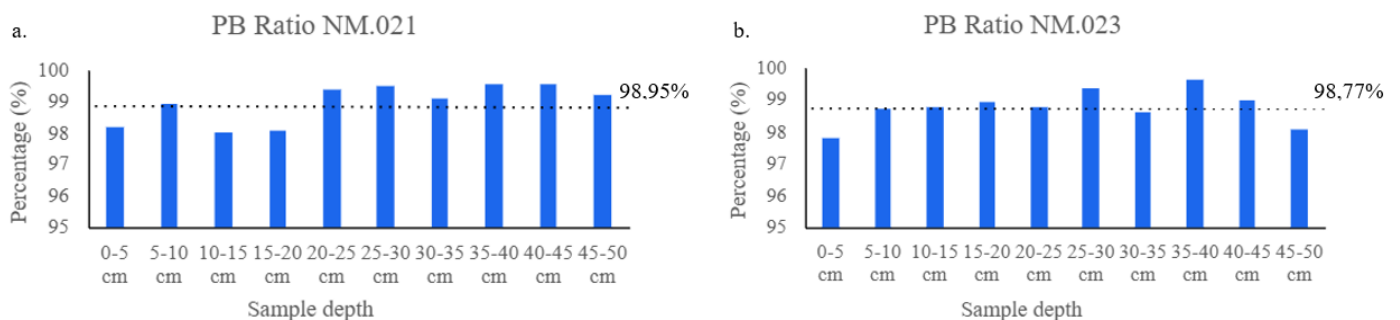 a.
PB Ratio NM.021
Percentage (%)
100
99
98
97
96
95
98,95%
0-5 5-10 10-15 15-20 20-25 25-30 30-35 35-40 40-45 45-50
cm cm cm cm cm cm cm cm cm cm
Sample depth
b.
PB Ratio NM.023
Percentage (%)
100
99
98
97
96
95
98,77%
0-5 5-10 10-15 15-20 20-25 25-30 30-35 35-40 40-45 45-50
cm cm cm cm cm cm cm cm cm cm
Sample depth